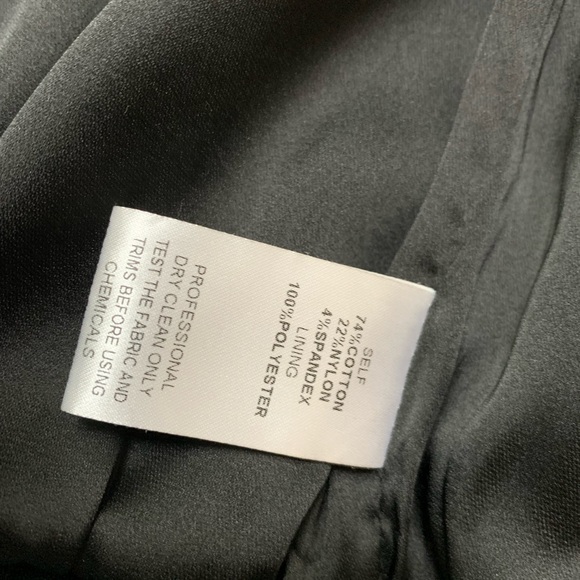 SELF
74%COTTON
22%NYLON
4%SPANDEX
LINING
100%POLYESTER
PROFESSIONAL
DRY CLEAN ONLY
TEST THE FABRIC AND
TRIMS BEFORE USING
CHEMICALS